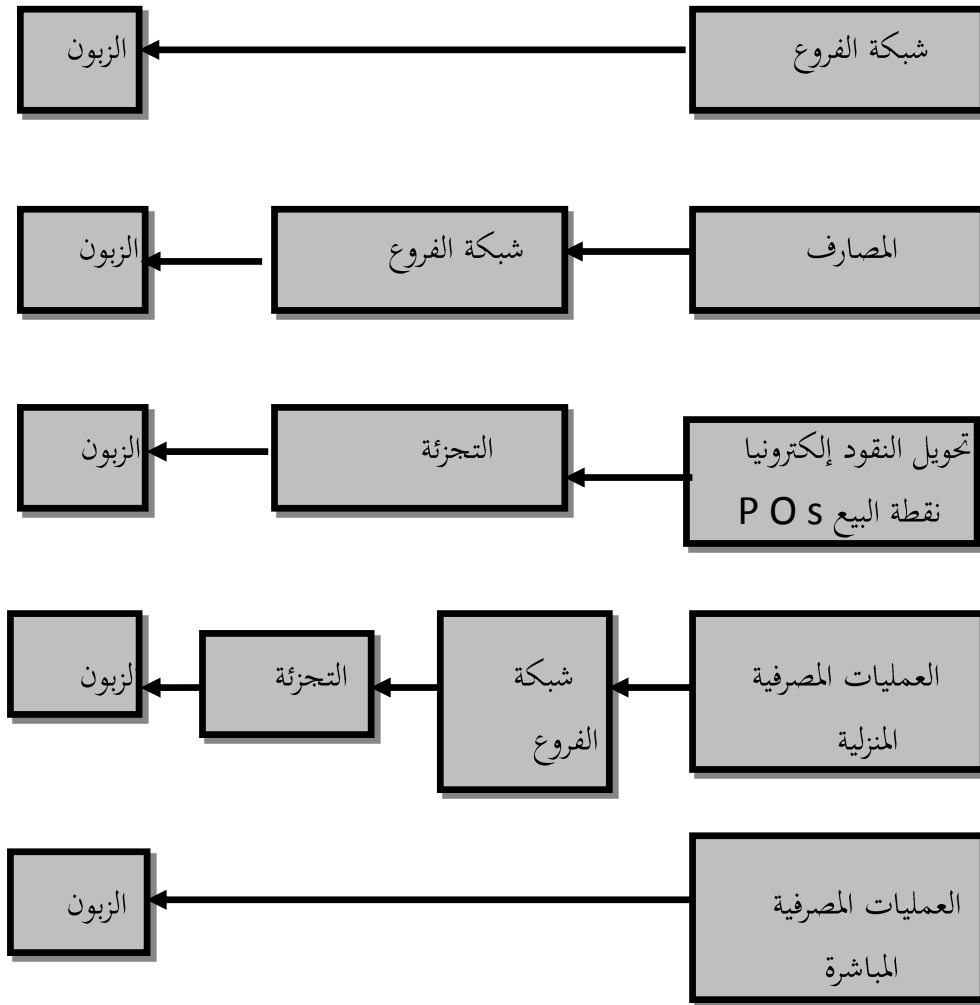 شبكة الفروع
الزبون
المصارف
شبكة الفروع
الزبون
تحويل النقود إلكترونيا
نقطة البيع P O s
التجزئة
الزبون
العمليات المصرفية
المنزلية
شبكة
الفروع
التجزئة
الزبون
العمليات المصرفية
المباشرة
الزبون